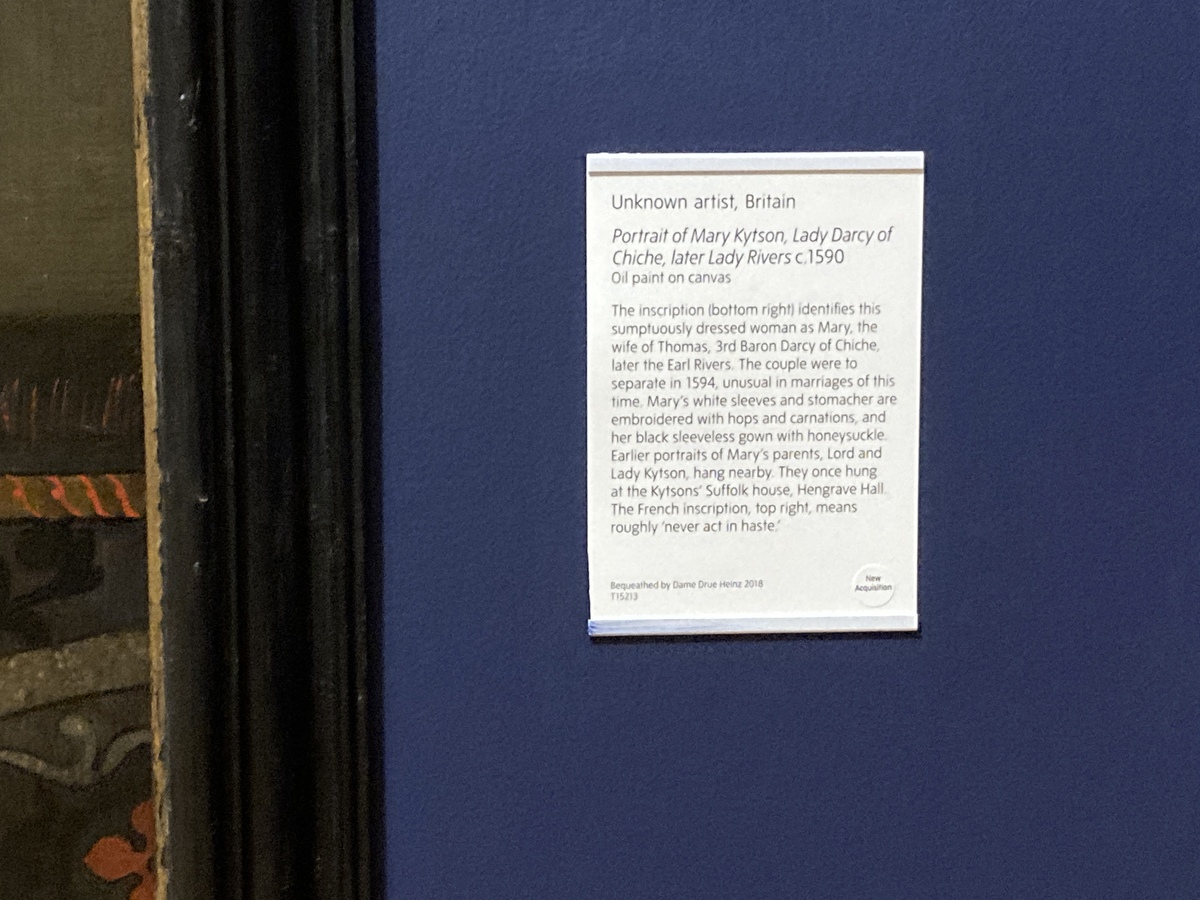 Unknown artist, Britain
Portrait of Mary Kytson, Lady Darcy of
Chiche, later Lady Rivers c.1590
Oil paint on canvas
The inscription (bottom right) identifies this
sumptuously dressed woman as Mary, the
wife of Thomas, 3rd Baron Darcy of Chiche,
later the Earl Rivers. The couple were to
separate in 1594, unusual in marriages of this
time. Mary's white sleeves and stomacher are
embroidered with hops and carnations, and
her black sleeveless gown with honeysuckle.
Earlier portraits of Mary's parents, Lord and
Lady Kytson, hang nearby. They once hung
at the Kytsons' Suffolk house, Hengrave Hall.
The French inscription, top right, means
roughly 'never act in haste.'
Bequeathed by Dame Drue Heinz 2018
T15213
New
Acquisition